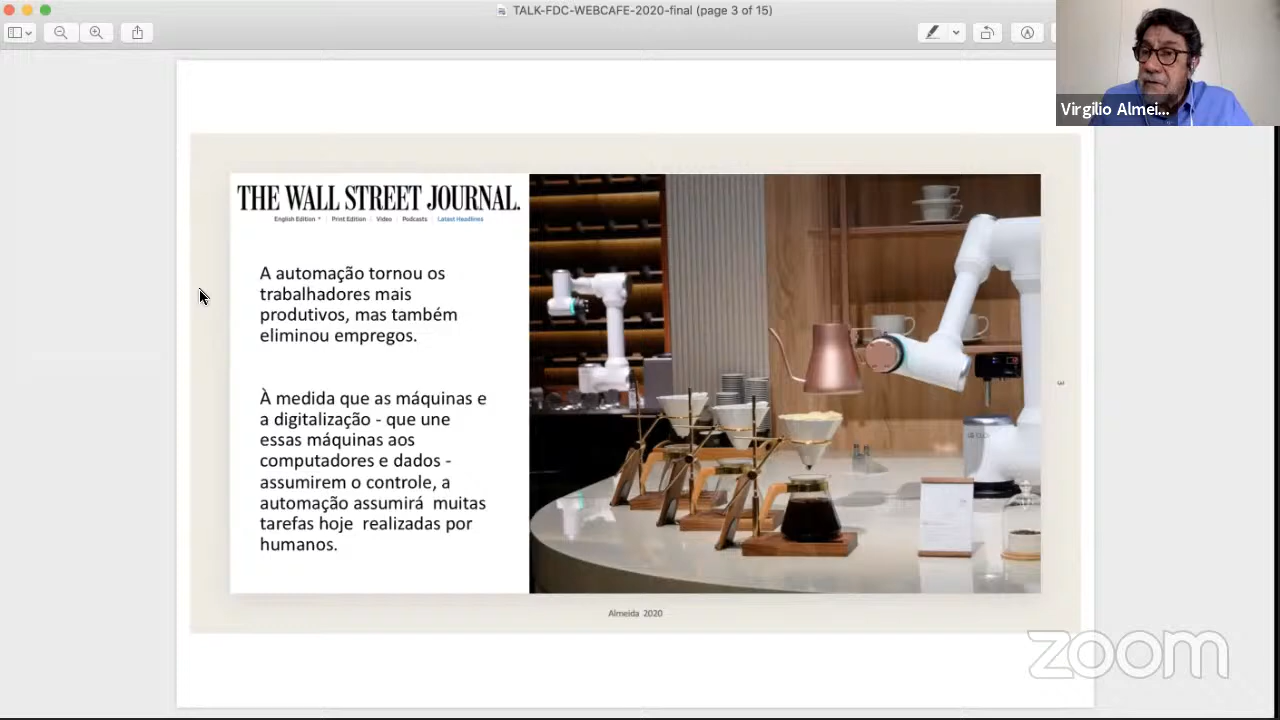 TALK-FDC-WEBCAFE-2020-final (page 3 of 15)
Virgilio Almei...
THE WALL STREET JOURNAL.
English Edition Print Edition Video Podcasts Latest Headlines
A automação tornou os
trabalhadores mais
produtivos, mas também
eliminou empregos.
À medida que as máquinas e
a digitalização - que une
essas máquinas aos
computadores e dados -
assumirem o controle, a
automação assumirá muitas
tarefas hoje realizadas por
humanos.
3
Almeida 2020
zoom